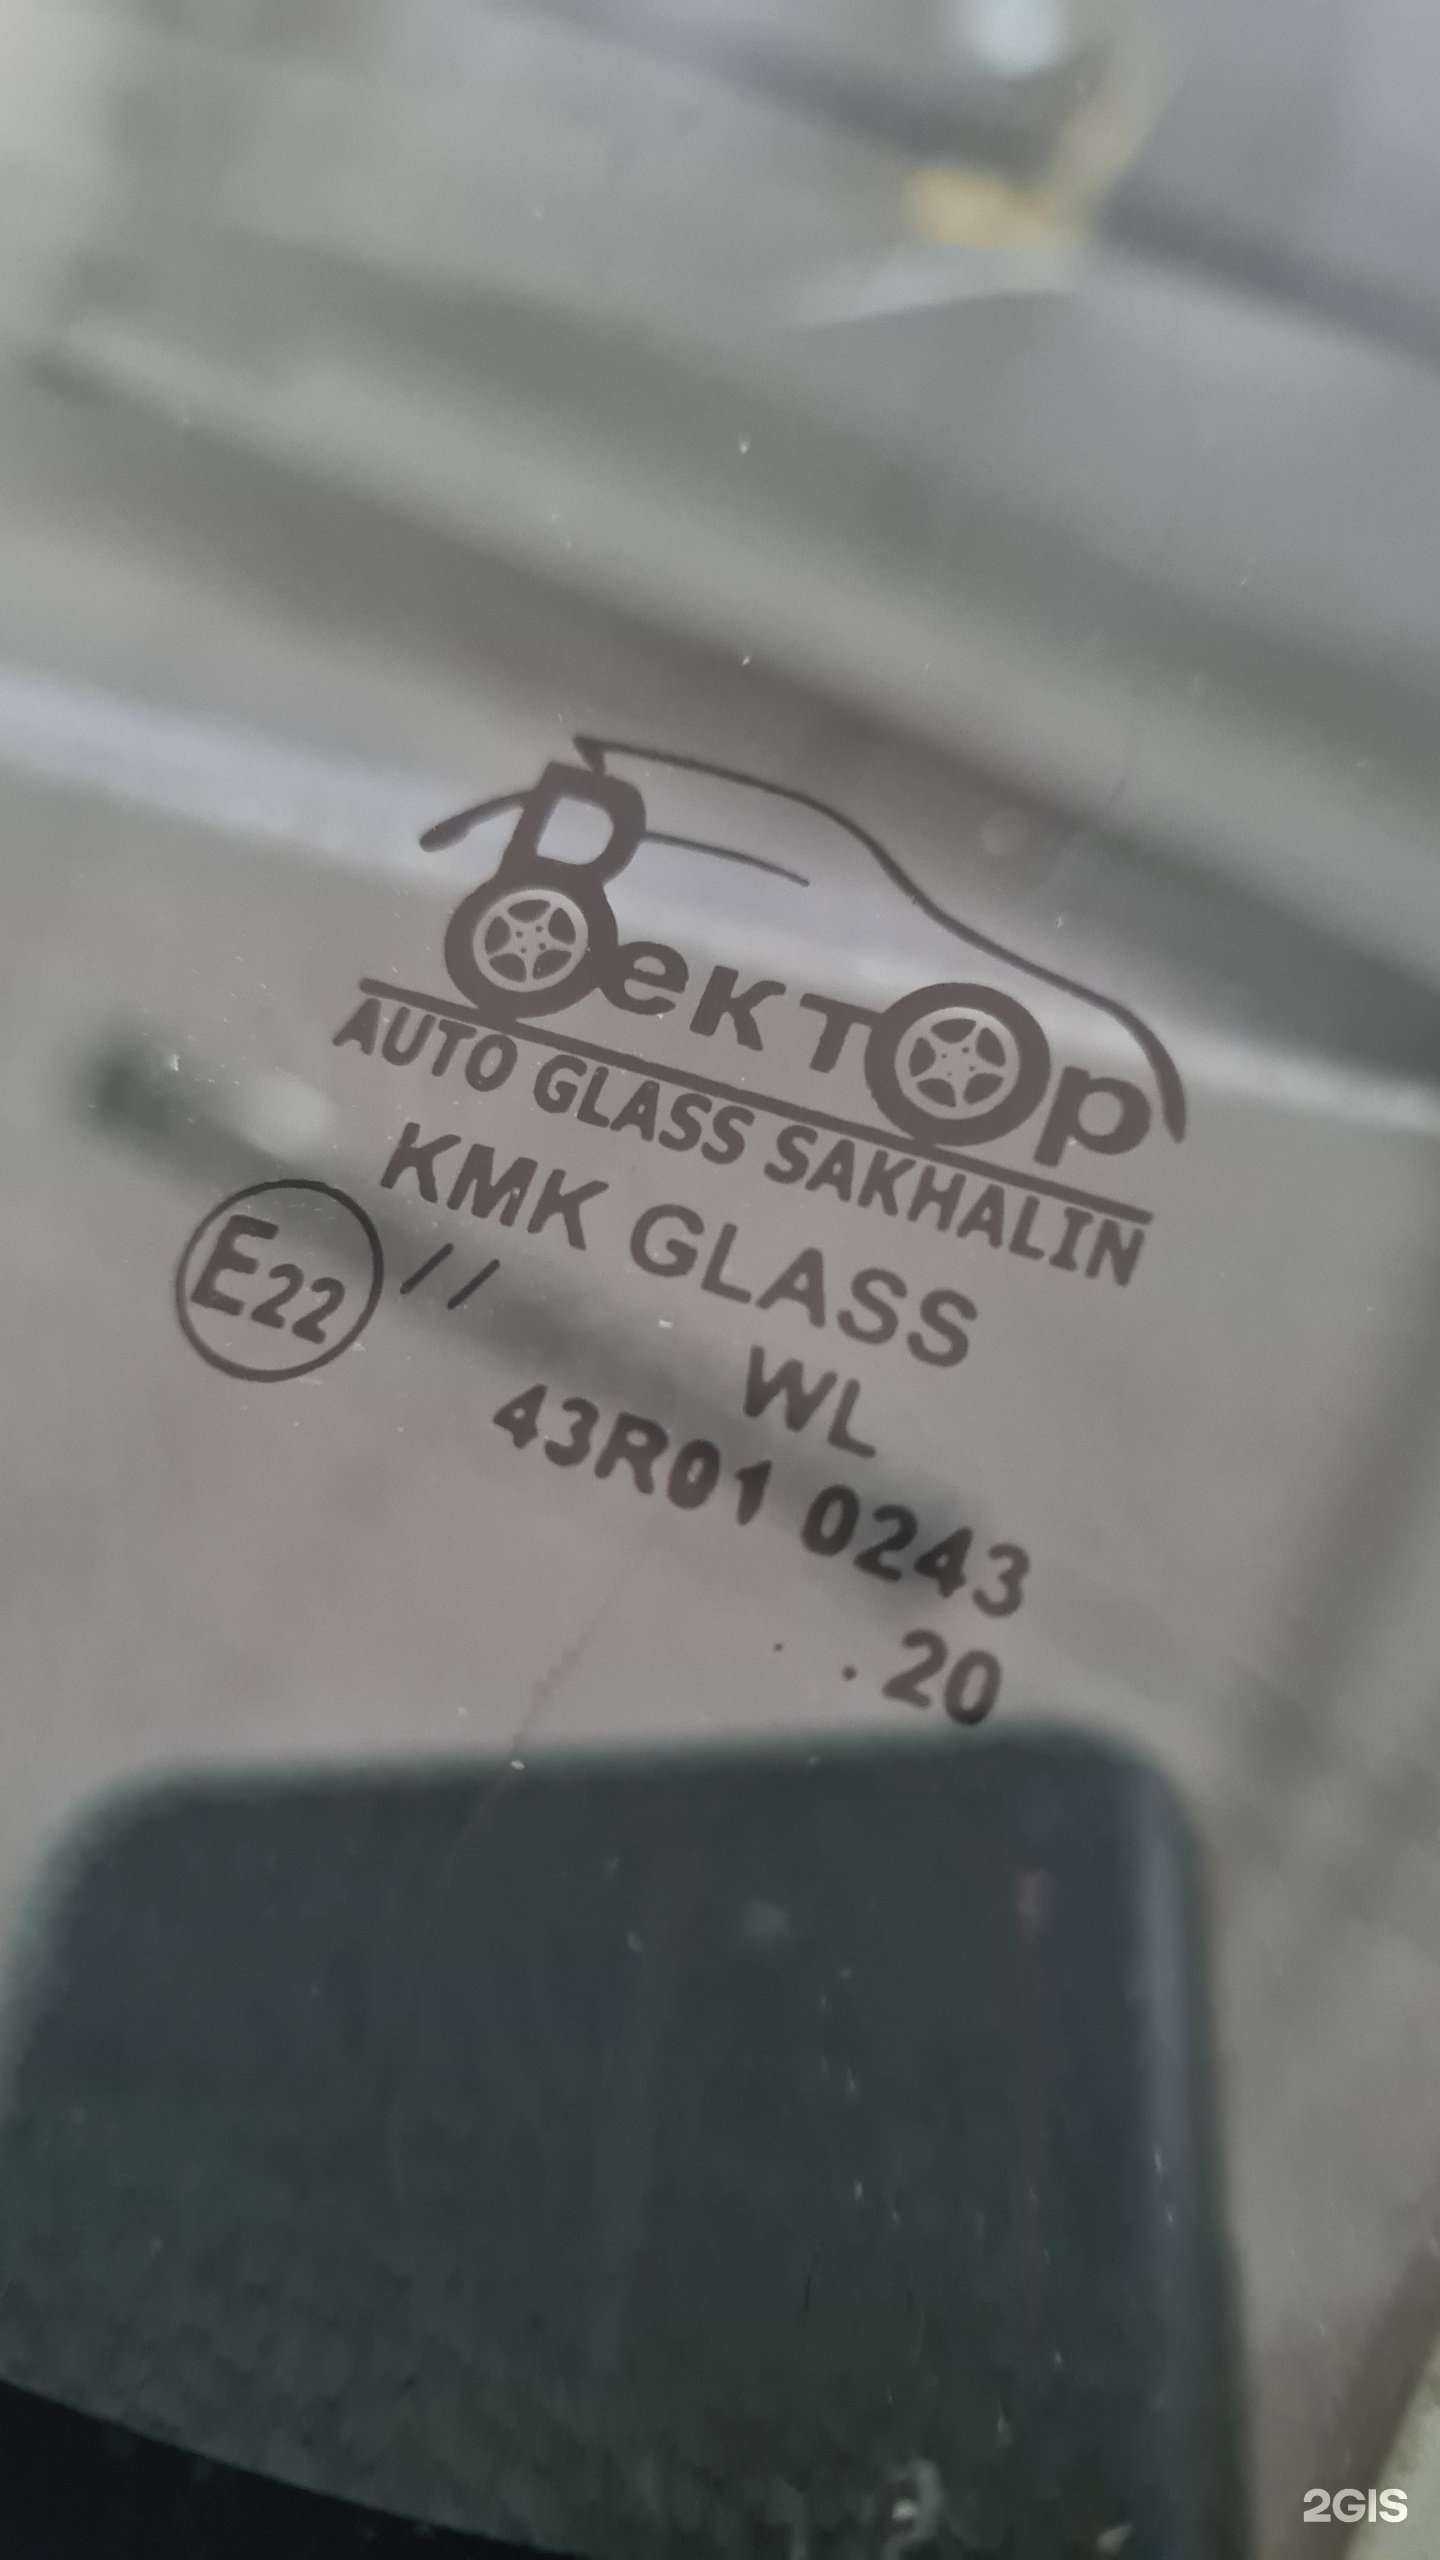 Вектор
AUTO GLASS SAKHALIN
KMK GLASS
E22 //
WL
43R01 0243
. . 20
2GIS